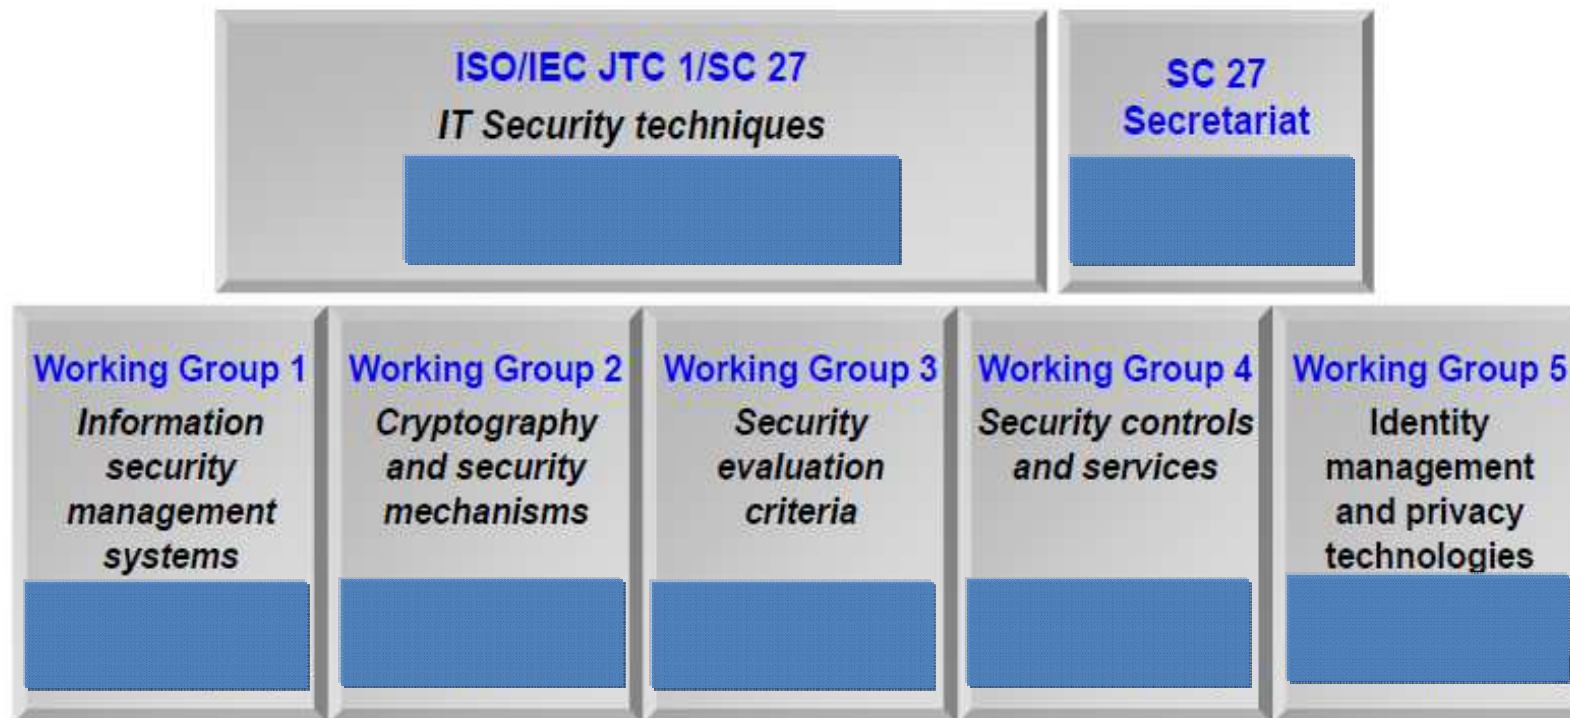 ISO/IEC JTC 1/SC 27
IT Security techniques
SC 27
Secretariat
Working Group 1
Information
security
management
systems
Working Group 2
Cryptography
and security
mechanisms
Working Group 3
Security
evaluation
criteria
Working Group 4
Security controls
and services
Working Group 5
Identity
management
and privacy
technologies